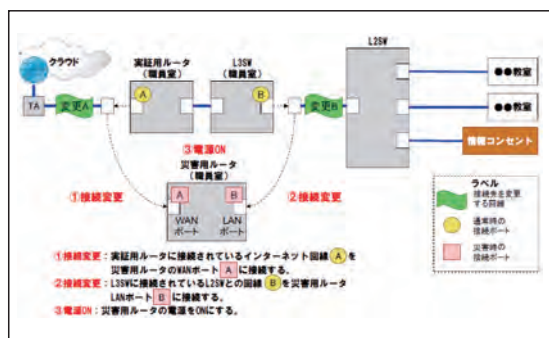 クラウド
TA
変更A
実証用ルータ
(職員室)
A
L3SW
(職員室)
B
変更B
L2SW
●●教室
●●教室
情報コンセント
③電源ON
災害用ルータ
(職員室)
①接続変更
②接続変更
A
B
WAN
ポート
LAN
ポート
ラベル
接続先を変更
する回線
通常時の
接続ポート
災害時の
接続ポート
①接続変更:実証用ルータに接続されているインターネット回線 A を
災害用ルータのWANポート A に接続する。
②接続変更:L3SWに接続されているL2SWとの回線 B を災害用ルータ
LANポート B に接続する。
③電源ON:災害用ルータの電源をONにする。